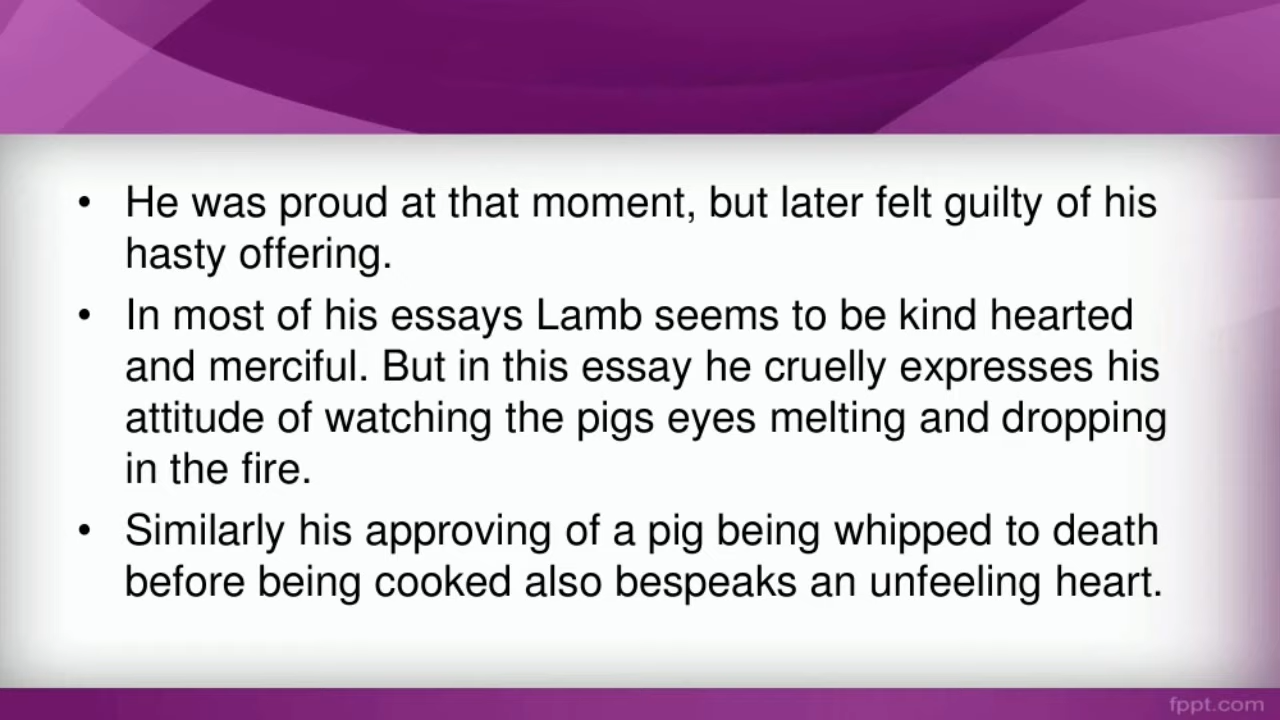 • He was proud at that moment, but later felt guilty of his
hasty offering.
• In most of his essays Lamb seems to be kind hearted
and merciful. But in this essay he cruelly expresses his
attitude of watching the pigs eyes melting and dropping
in the fire.
• Similarly his approving of a pig being whipped to death
before being cooked also bespeaks an unfeeling heart.
fppt.com